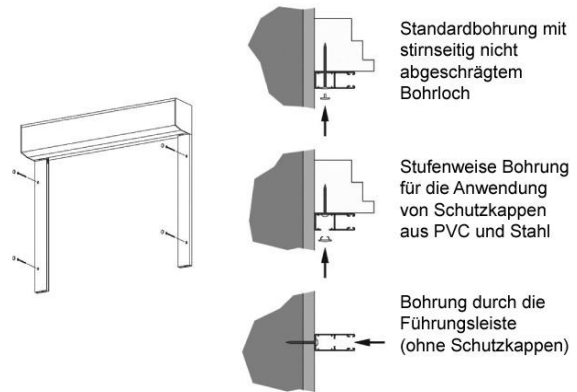 Standardbohrung mit
stirnseitig nicht
abgeschrägtem
Bohrloch
Stufenweise Bohrung
für die Anwendung
von Schutzkappen
aus PVC und Stahl
Bohrung durch die
Führungsleiste
(ohne Schutzkappen)